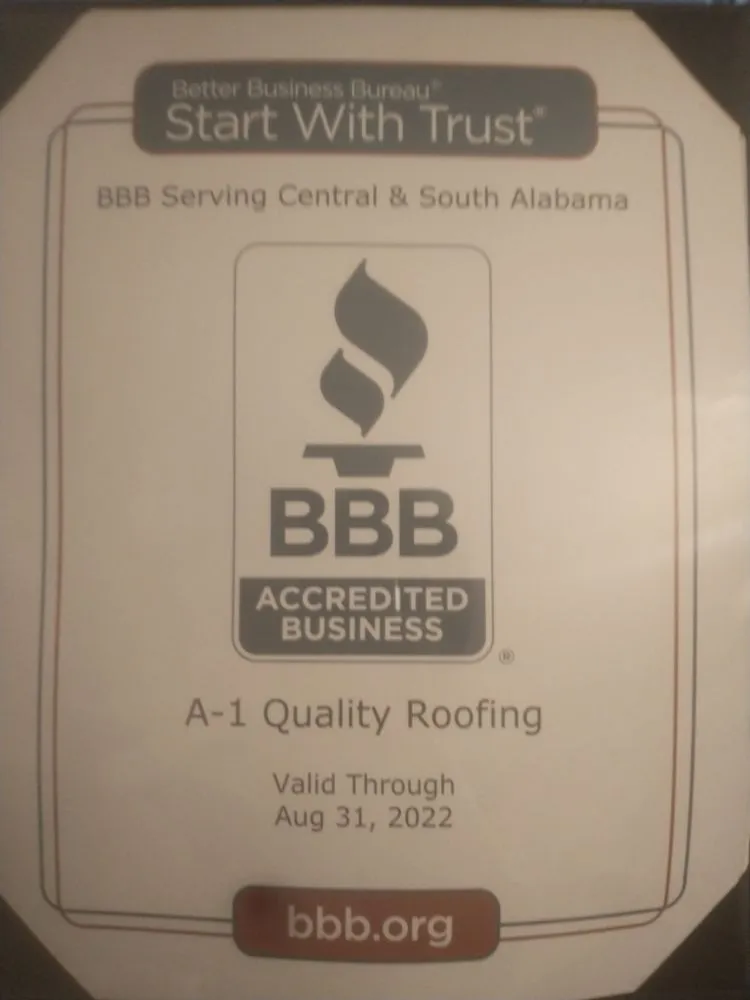 Better Business Bureau®
Start With Trust®
BBB Serving Central & South Alabama
BBB
ACCREDITED
BUSINESS
®
A-1 Quality Roofing
Valid Through
Aug 31, 2022
bbb.org